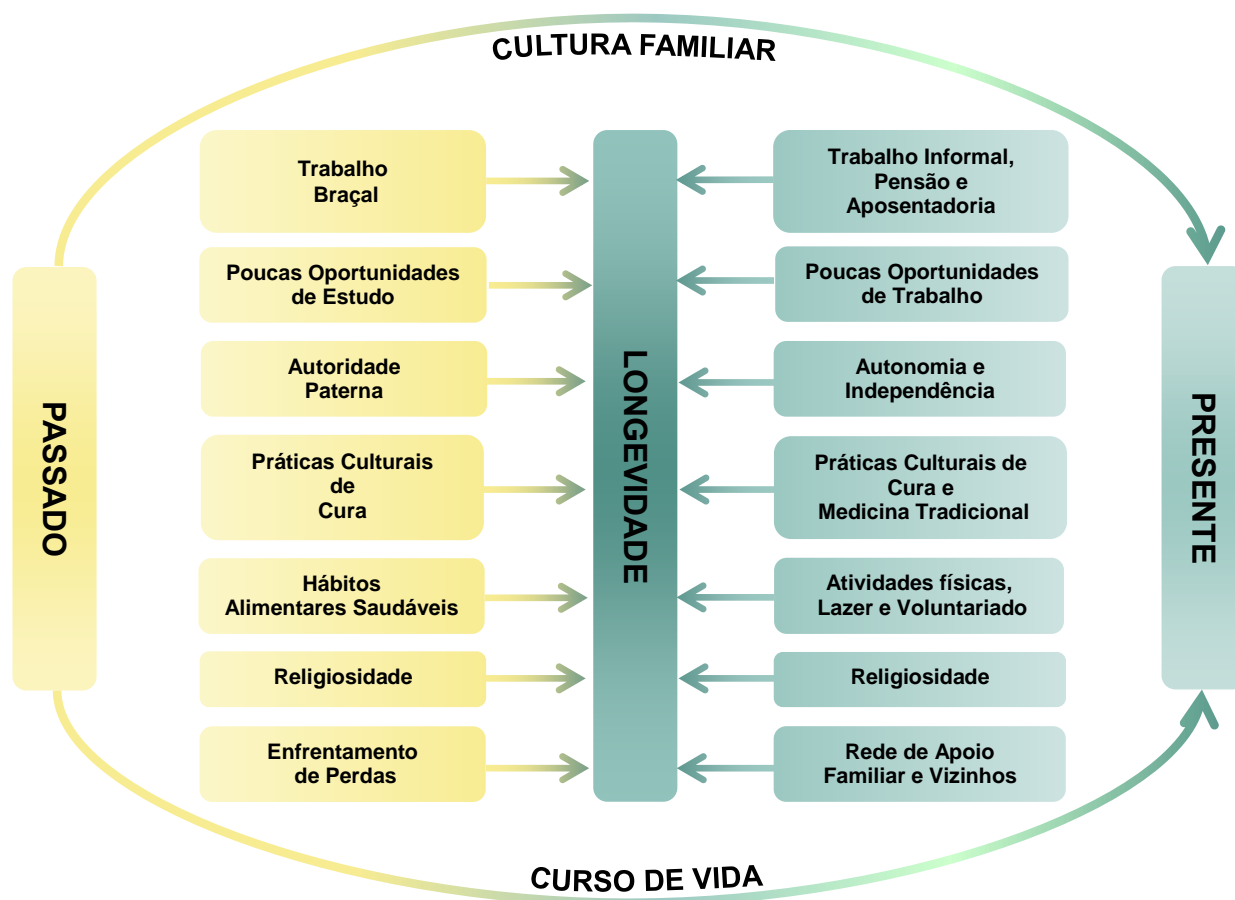 CULTURA FAMILIAR
PASSADO
Trabalho
Braçal
Poucas Oportunidades
de Estudo
Autoridade
Paterna
Práticas Culturais
de
Cura
Hábitos
Alimentares Saudáveis
Religiosidade
Enfrentamento
de Perdas
LONGEVIDADE
Trabalho Informal,
Pensão e
Aposentadoria
Poucas Oportunidades
de Trabalho
Autonomia e
Independência
Práticas Culturais de
Cura e
Medicina Tradicional
Atividades físicas,
Lazer e Voluntariado
Religiosidade
Rede de Apoio
Familiar e Vizinhos
PRESENTE
CURSO DE VIDA